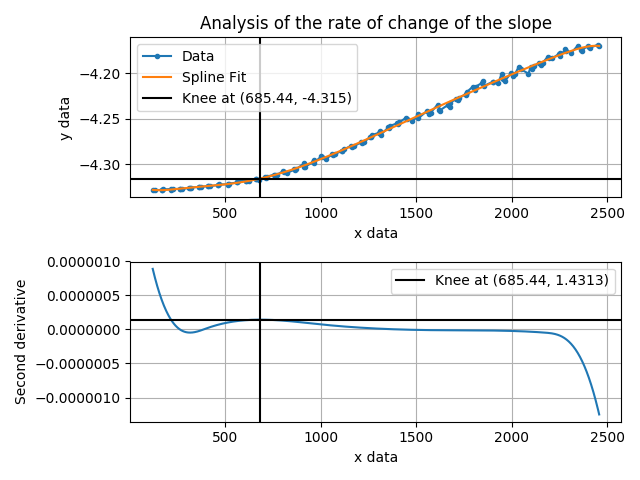 Analysis of the rate of change of the slope
Data
Spline Fit
Knee at (685.44, -4.315)
−4.20
−4.25
−4.30
y data
500 1000 1500 2000 2500
x data
Knee at (685.44, 1.4313)
0.0000010
0.0000005
0.0000000
−0.0000005
−0.0000010
Second derivative
500 1000 1500 2000 2500
x data